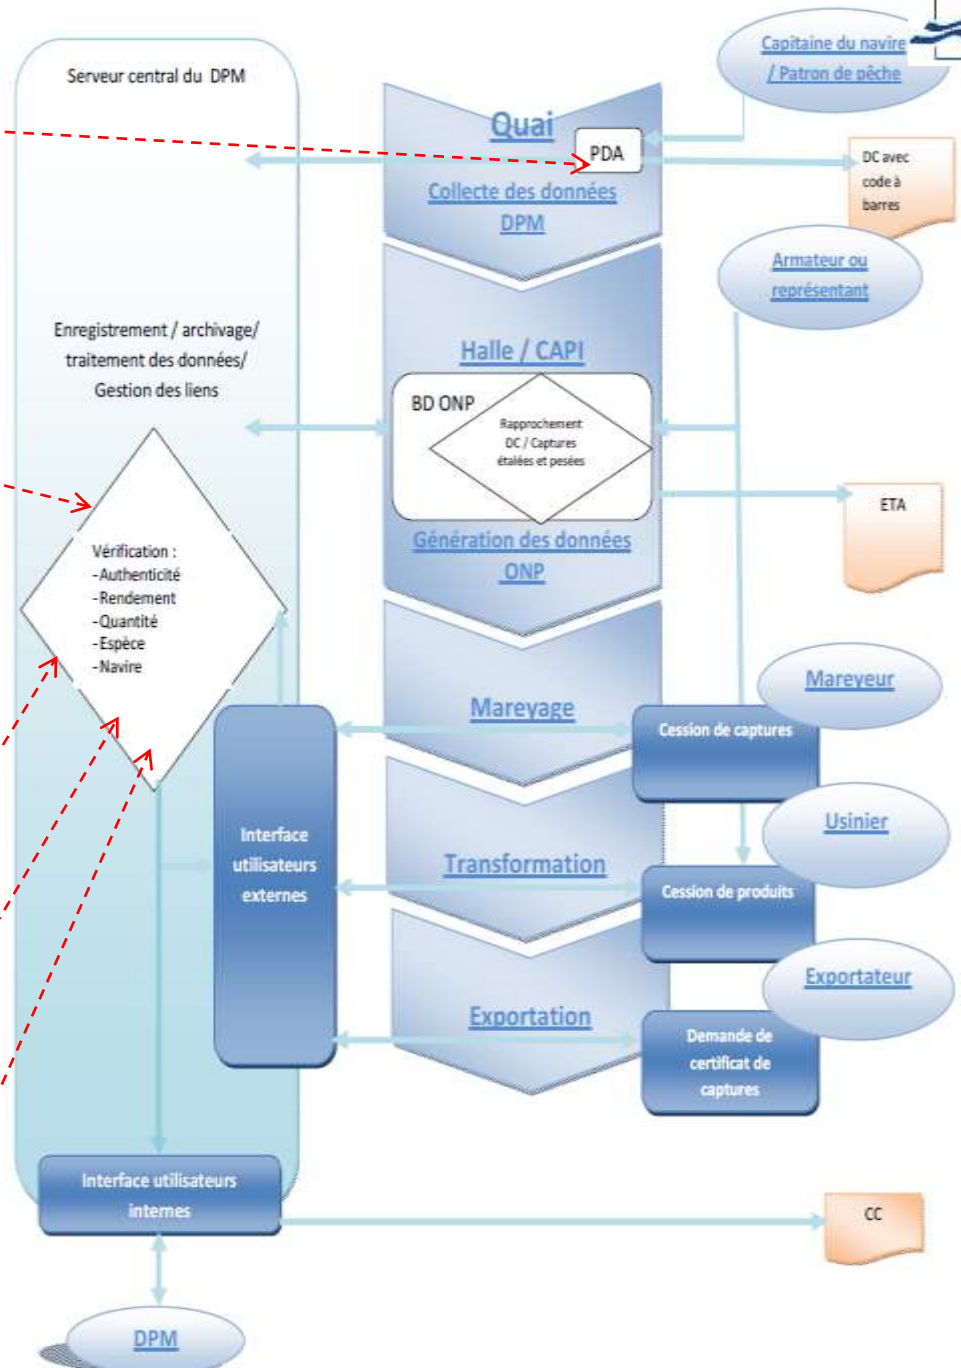 Serveur central du DPM
Capitaine du navire
/ Patron de pêche
Quai
PDA
DC avec
code à
barres
Collecte des données
DPM
Armateur ou
représentant
Enregistrement / archivage/
traitement des données/
Gestion des liens
Halle / CAPI
BD ONP
Rapprochement
DC / Captures
étalées et pesées
ETA
Génération des données
ONP
Vérification :
-Authenticité
-Rendement
-Quantité
-Espèce
-Navire
Mareyeur
Mareyage
Cession de captures
Usinier
Interface
utilisateurs
externes
Transformation
Cession de produits
Exportateur
Exportation
Demande de
certificat de
captures
Interface utilisateurs
internes
CC
DPM